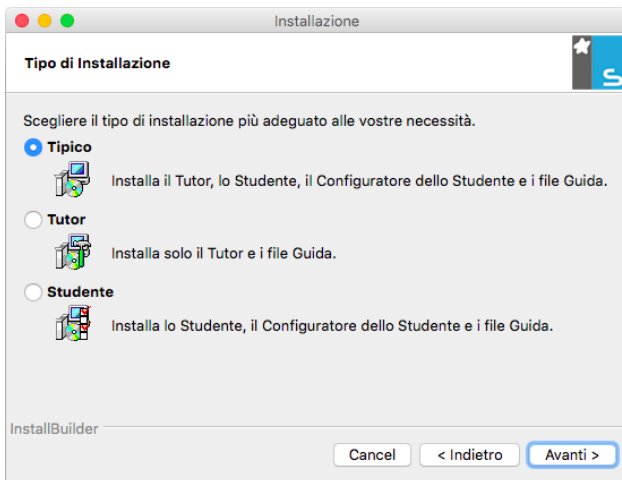 Installazione
Tipo di Installazione
S
Scegliere il tipo di installazione più adeguato alle vostre necessità.
Tipico
Installa il Tutor, lo Studente, il Configuratore dello Studente e i file Guida.
Tutor
Installa solo il Tutor e i file Guida.
Studente
Installa lo Studente, il Configuratore dello Studente e i file Guida.
InstallBuilder
Cancel
< Indietro
Avanti >